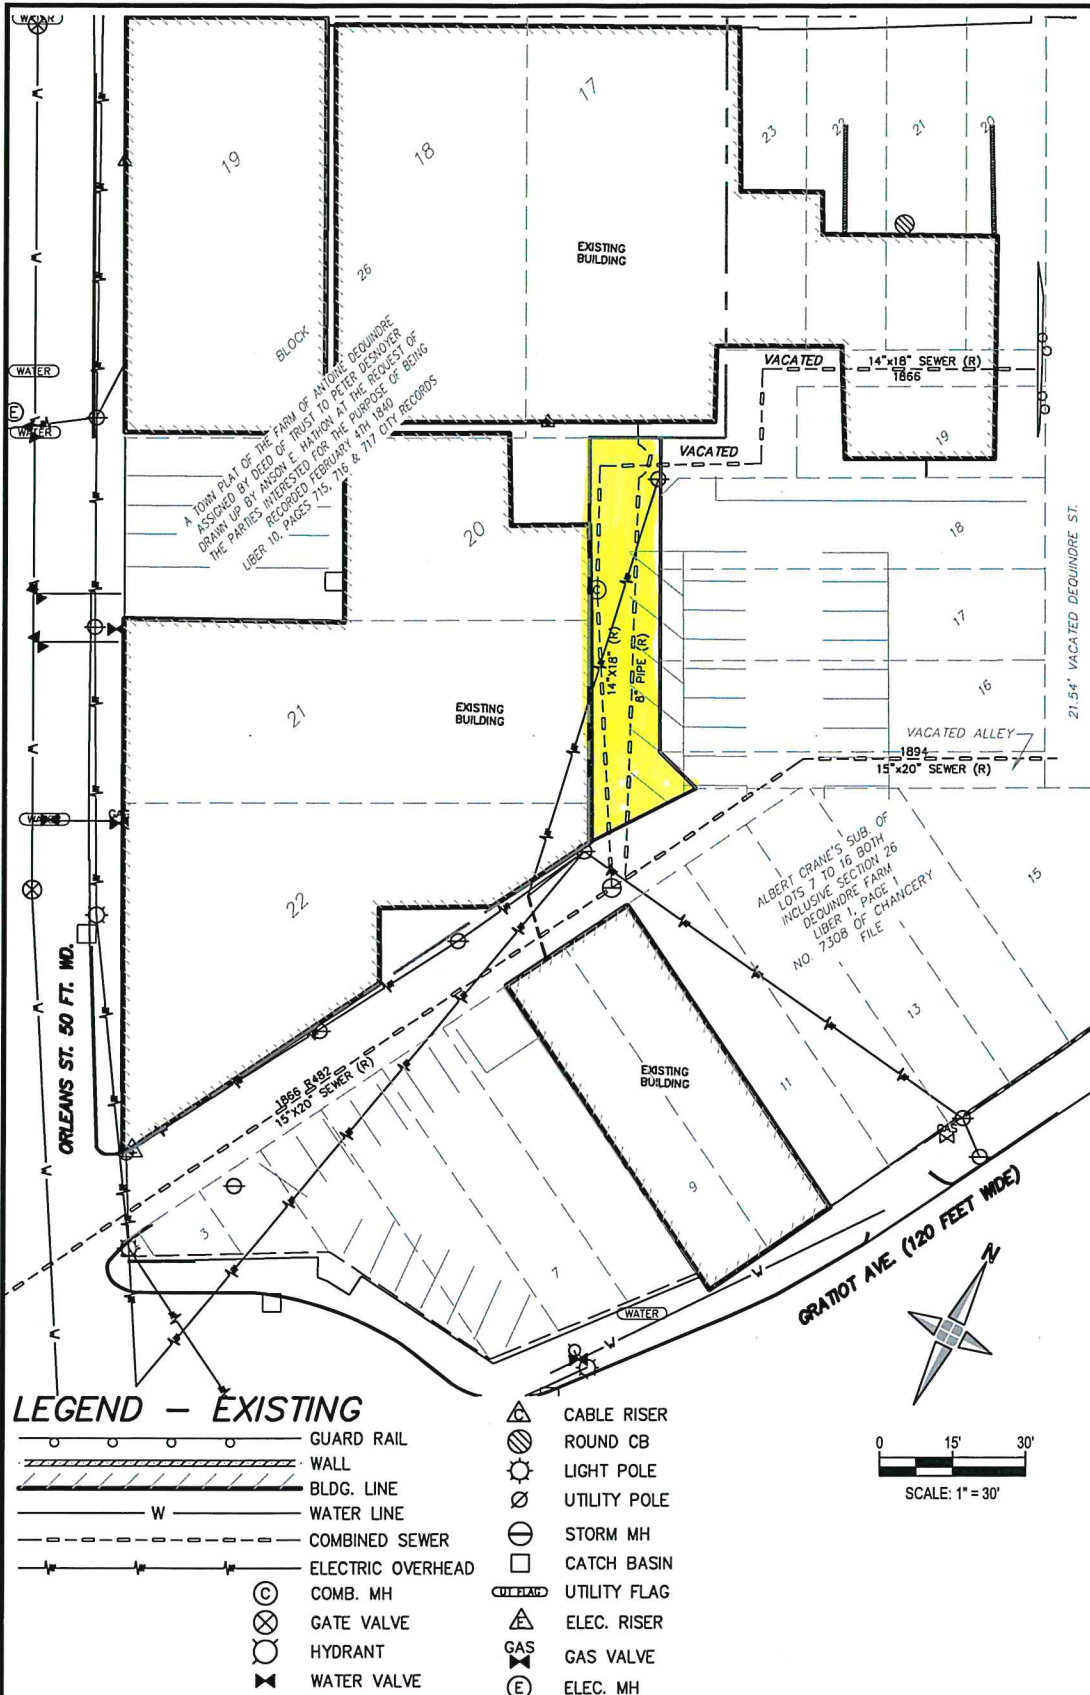 WATER
19
18
17
23
22
21
20
26
BLOCK
EXISTING
BUILDING
A TOWN PLAT OF THE FARM OF ANTOINE DEQUINDRE
ASSIGNED BY DEED OF TRUST TO PETER DESNOYER
DRAWN UP BY ANSON E. HATHON AT THE REQUEST OF
THE PARTIES INTERESTED FOR THE PURPOSE OF BEING
RECORDED FEBRUARY 4TH 1840
LIBER 10, PAGES 715, 716 & 717 CITY RECORDS
WATER
E
WATER
VACATED
14"x18" SEWER (R)
1866
19
VACATED
20
18
17
16
21.54' VACATED DEQUINDRE ST.
C
14"X18" (R)
8" PIPE (R)
21
EXISTING
BUILDING
VACATED ALLEY
1894
15"x20" SEWER (R)
WATER
GAS
22
ALBERT CRANE'S SUB. OF
LOTS 7 TO 16 BOTH
INCLUSIVE SECTION 26
DEQUINDRE FARM
LIBER 1, PAGE 1
NO. 7308 OF CHANCERY
FILE
15
13
11
ORLEANS ST. 50 FT. WD.
1866 R482
15"X20" SEWER (R)
EXISTING
BUILDING
9
3
7
GAS
W
WATER
W
GRATIOT AVE. (120 FEET WIDE)
N
LEGEND - EXISTING
GUARD RAIL
WALL
BLDG. LINE
W WATER LINE
COMBINED SEWER
ELECTRIC OVERHEAD
C COMB. MH
GATE VALVE
HYDRANT
WATER VALVE
C CABLE RISER
ROUND CB
LIGHT POLE
UTILITY POLE
STORM MH
CATCH BASIN
UT FLAG UTILITY FLAG
E ELEC. RISER
GAS GAS VALVE
E ELEC. MH
0 15' 30'
SCALE: 1" = 30'